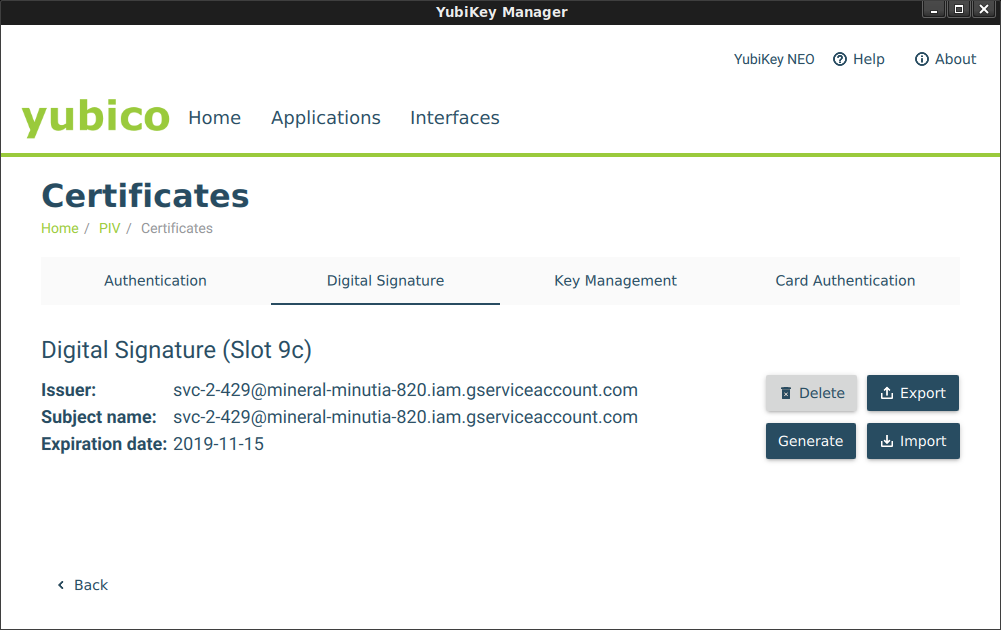 YubiKey Manager
YubiKey NEO Help About
yubico Home Applications Interfaces
Certificates
Home / PIV / Certificates
Authentication Digital Signature Key Management Card Authentication
Digital Signature (Slot 9c)
Issuer: svc-2-429@mineral-minutia-820.iam.gserviceaccount.com
Subject name: svc-2-429@mineral-minutia-820.iam.gserviceaccount.com
Expiration date: 2019-11-15
Delete Export
Generate Import
Back